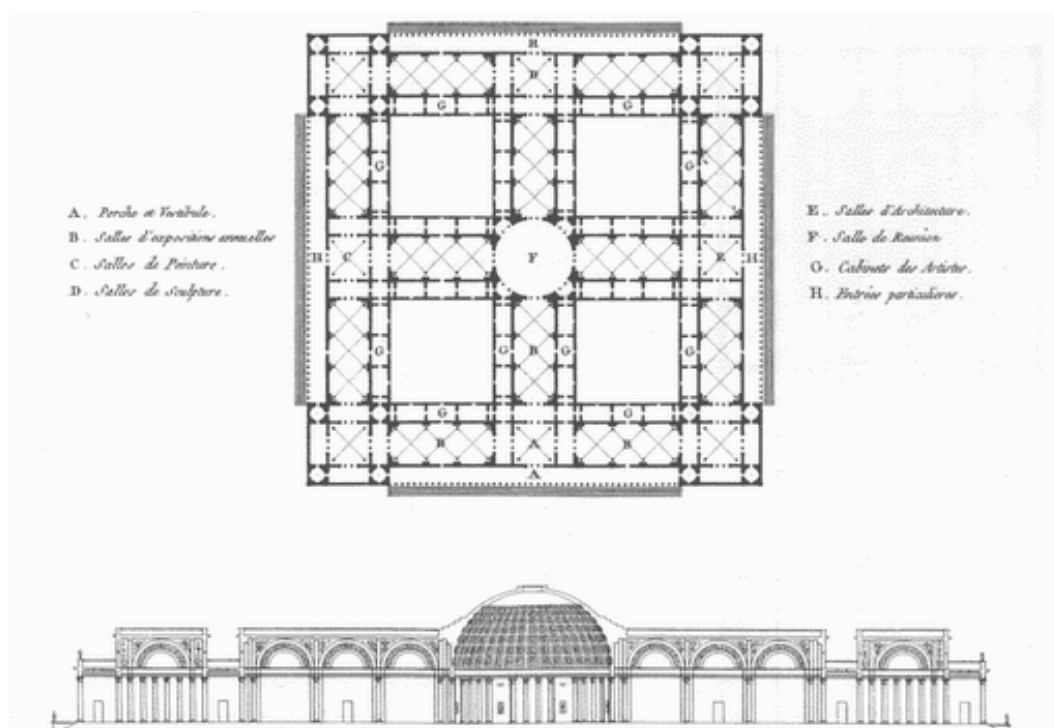 H
D
G G
G G
A. Porche et Vestibule.
B. Salles d'expositions annuelles
C. Salles de Peinture.
D. Salles de Sculpture.
B C F E H
E. Salles d'Architecture.
F. Salle de Reunion
G. Cabinets des Artistes.
H. Entrées particulieres.
G G B G G
G G
B A B
A